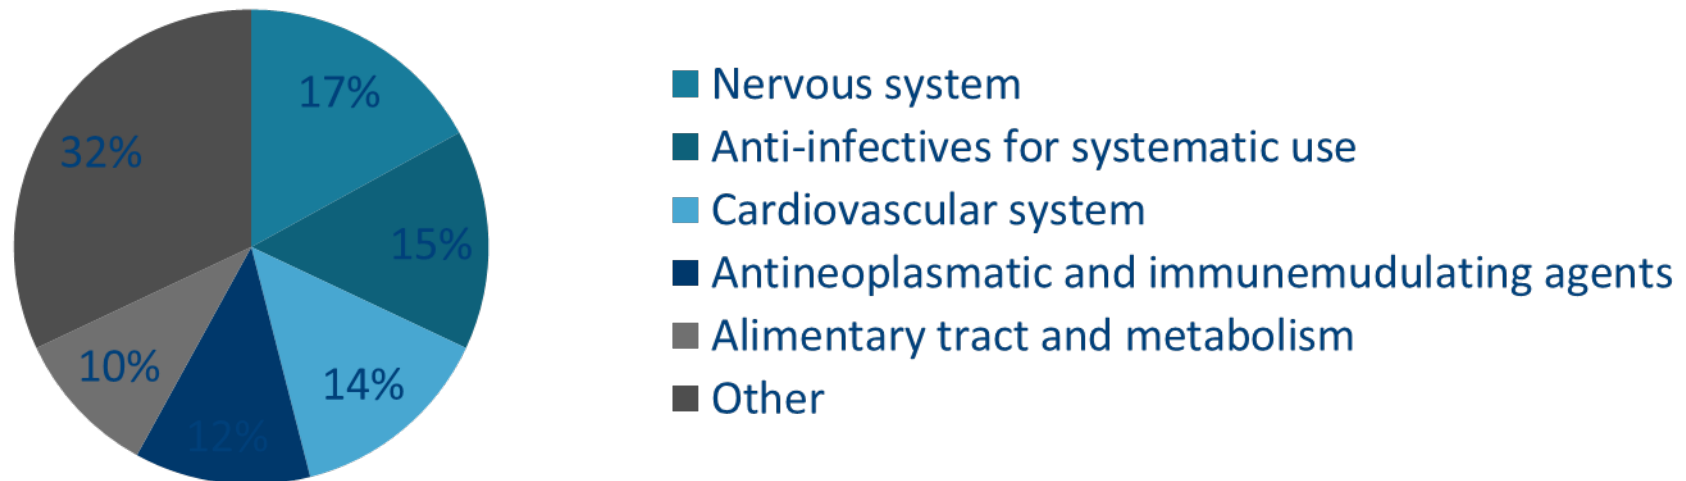 17%
32%
15%
10%
14%
12%
Nervous system
Anti-infectives for systematic use
Cardiovascular system
Antineoplasmatic and immunemudulating agents
Alimentary tract and metabolism
Other